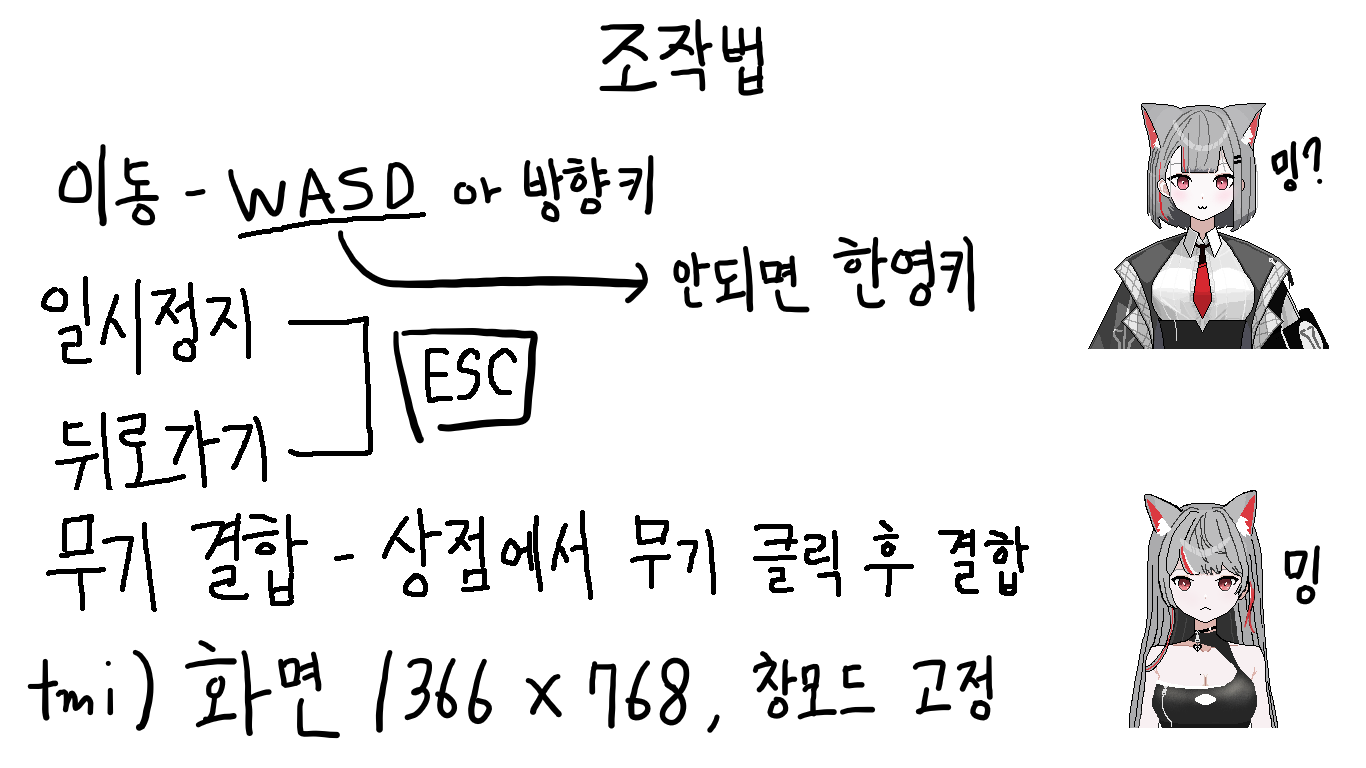 조작법
이동 - WASD or 방향키
밍?
안되면 한영키
일시정지
ESC
뒤로가기
무기 결합 - 상점에서 무기 클릭 후 결합
밍
tmi) 화면 1366 x 768, 창모드 고정